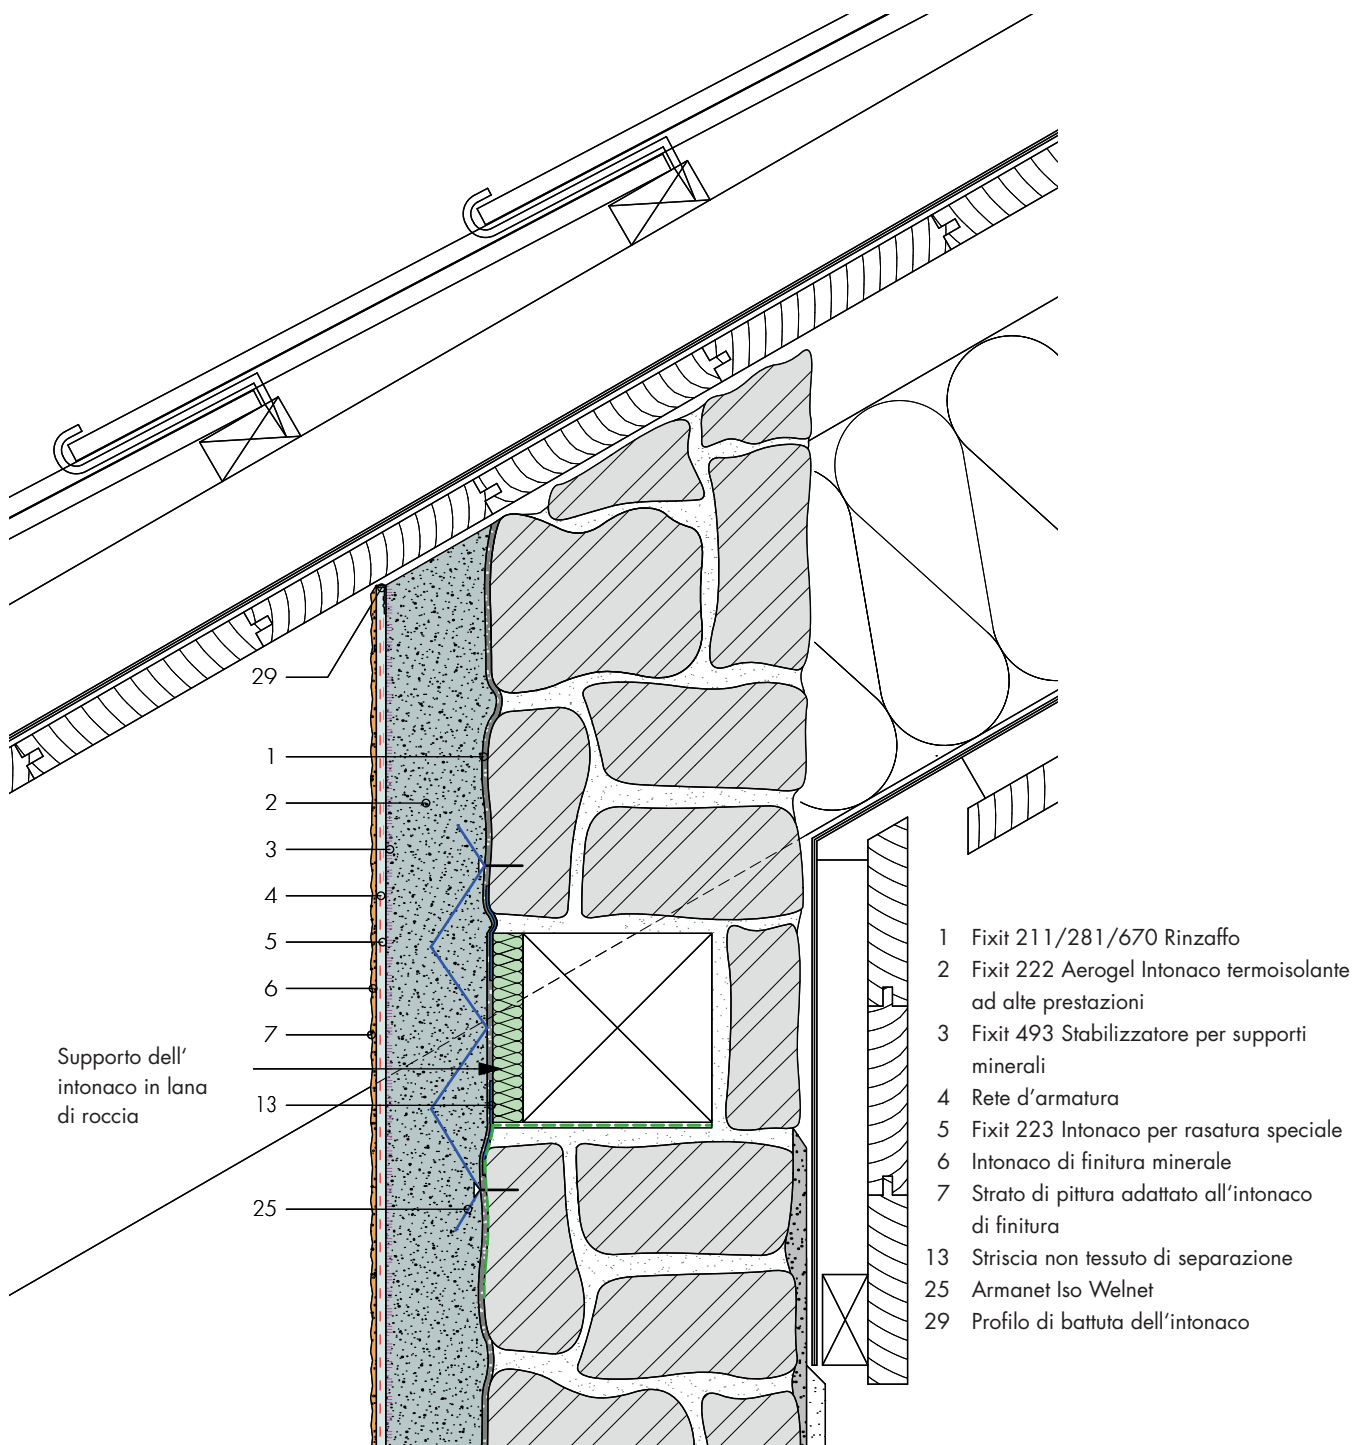 29
1
2
3
4
5
6
7
Supporto dell‘
intonaco in lana
di roccia
13
25
1 Fixit 211/281/670 Rinzaffo
2 Fixit 222 Aerogel Intonaco termoisolante
ad alte prestazioni
3 Fixit 493 Stabilizzatore per supporti
minerali
4 Rete d‘armatura
5 Fixit 223 Intonaco per rasatura speciale
6 Intonaco di finitura minerale
7 Strato di pittura adattato all‘intonaco
di finitura
13 Striscia non tessuto di separazione
25 Armanet Iso Welnet
29 Profilo di battuta dell‘intonaco